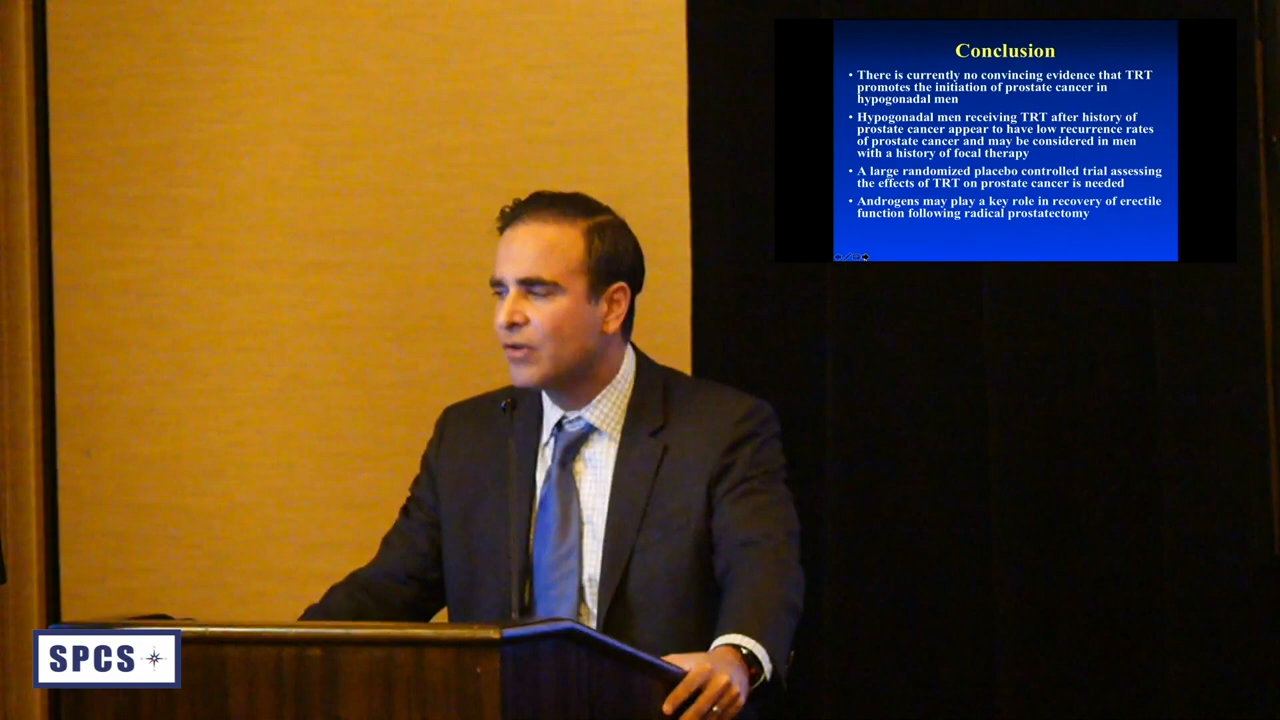 Conclusion
• There is currently no convincing evidence that TRT
promotes the initiation of prostate cancer in
hypogonadal men
• Hypogonadal men receiving TRT after history of
prostate cancer appear to have low recurrence rates
of prostate cancer and may be considered in men
with a history of focal therapy
• A large randomized placebo controlled trial assessing
the effects of TRT on prostate cancer is needed
• Androgens may play a key role in recovery of erectile
function following radical prostatectomy
SPCS